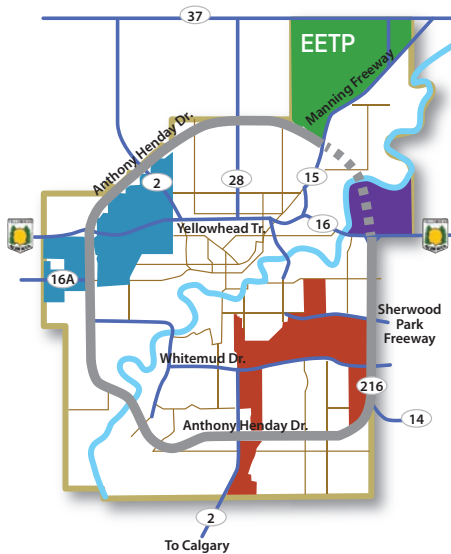 37
EETP
Manning Freeway
Anthony Henday Dr.
2
28
15
16
Yellowhead Tr.
16A
Sherwood
Park
Freeway
Whitemud Dr.
216
14
Anthony Henday Dr.
2
To Calgary